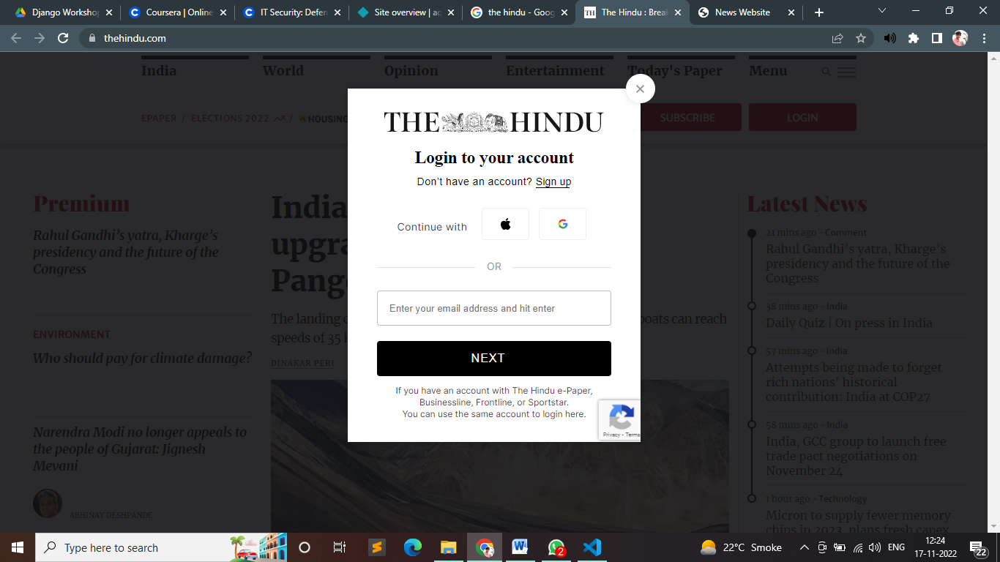 Django Workshop
Coursera | Online
IT Security: Defen
Site overview |
the hindu - Goog
The Hindu : Break
News Website
thehindu.com
India
World
Opinion
Entertainment
Today's Paper
Menu
EPAPER / ELECTIONS 2022 / HOUSING
SUBSCRIBE
LOGIN
THE HINDU
Login to your account
Don't have an account? Sign up
Continue with
OR
Enter your email address and hit enter
NEXT
If you have an account with The Hindu e-Paper,
Businessline, Frontline, or Sportstar.
You can use the same account to login here.
Privacy - Terms
Premium
Rahul Gandhi's yatra, Kharge's
presidency and the future of the
Congress
ENVIRONMENT
Who should pay for climate damage?
Narendra Modi no longer appeals to
the people of Gujarat: Jignesh
Mevani
ABHINAY DESHPANDE
India
upgra
Pango
The landing
boats can reach
speeds of 35
DINAKAR PERI
Latest News
21 mins ago - Comment
Rahul Gandhi's yatra, Kharge's
presidency and the future of the
Congress
38 mins ago - India
Daily Quiz | On press in India
57 mins ago - India
Attempts being made to forget
rich nations' historical
contribution: India at COP27
58 mins ago - India
India, GCC group to launch free
trade pact negotiations on
November 24
1 hour ago - Technology
Micron to supply fewer memory
chips in 2023, plans fresh capex
Type here to search
2
22°C Smoke
ENG
12:24
17-11-2022
22